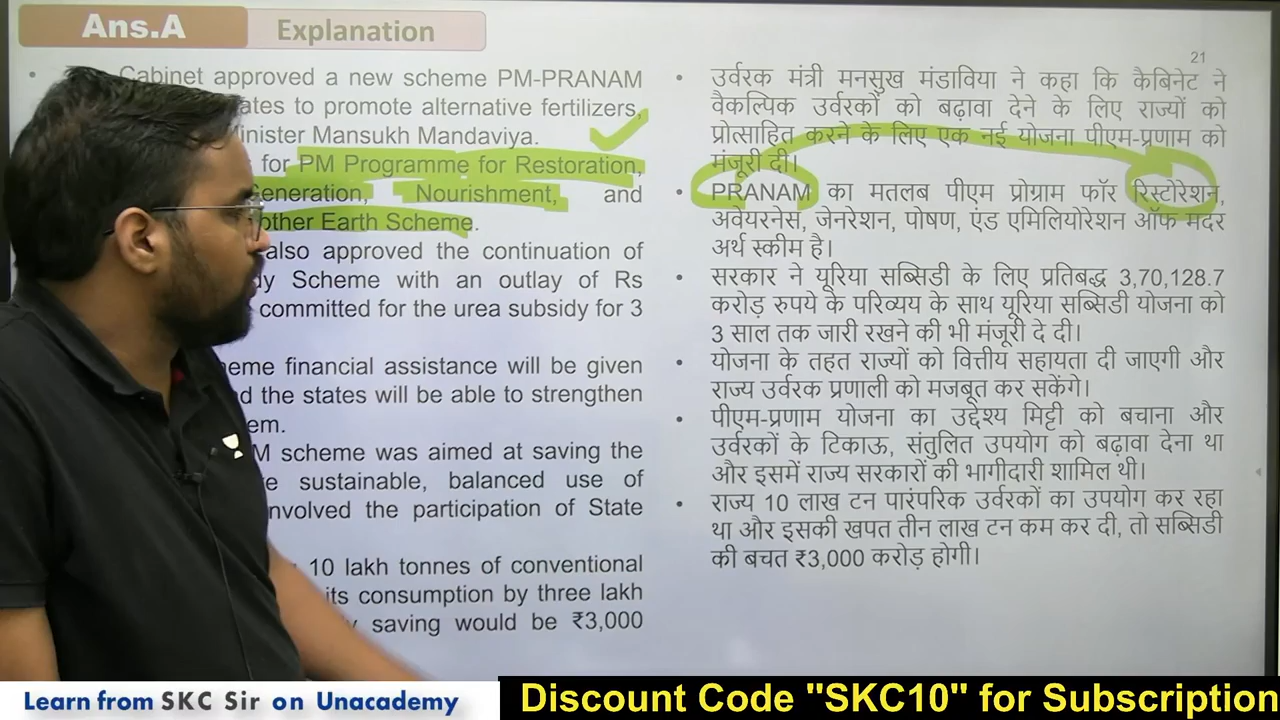 Ans.A
Explanation
21
Cabinet approved a new scheme PM-PRANAM
to promote alternative fertilizers,
Minister Mansukh Mandaviya.
for PM Programme for Restoration,
Generation, Nourishment, and
Earth Scheme.
also approved the continuation of
Scheme with an outlay of Rs
committed for the urea subsidy for 3
financial assistance will be given
the states will be able to strengthen
scheme was aimed at saving the
sustainable, balanced use of
involved the participation of State
10 lakh tonnes of conventional
its consumption by three lakh
saving would be ₹3,000
• उर्वरक मंत्री मनसुख मंडाविया ने कहा कि कैबिनेट ने
वैकल्पिक उर्वरकों को बढ़ावा देने के लिए राज्यों को
प्रोत्साहित करने के लिए एक नई योजना पीएम-प्रणाम को
मंजूरी दी।
• PRANAM का मतलब पीएम प्रोग्राम फॉर रिस्टोरेशन,
अवेयरनेस, जेनरेशन, पोषण, एंड एमिलियोरेशन ऑफ मदर
अर्थ स्कीम है।
• सरकार ने यूरिया सब्सिडी के लिए प्रतिबद्ध 3,70,128.7
करोड़ रुपये के परिव्यय के साथ यूरिया सब्सिडी योजना को
3 साल तक जारी रखने की भी मंजूरी दे दी।
• योजना के तहत राज्यों को वित्तीय सहायता दी जाएगी और
राज्य उर्वरक प्रणाली को मजबूत कर सकेंगे।
• पीएम-प्रणाम योजना का उद्देश्य मिट्टी को बचाना और
उर्वरकों के टिकाऊ, संतुलित उपयोग को बढ़ावा देना था
और इसमें राज्य सरकारों की भागीदारी शामिल थी।
• राज्य 10 लाख टन पारंपरिक उर्वरकों का उपयोग कर रहा
था और इसकी खपत तीन लाख टन कम कर दी, तो सब्सिडी
की बचत ₹3,000 करोड़ होगी।
Learn from SKC Sir on Unacademy
Discount Code "SKC10" for Subscription